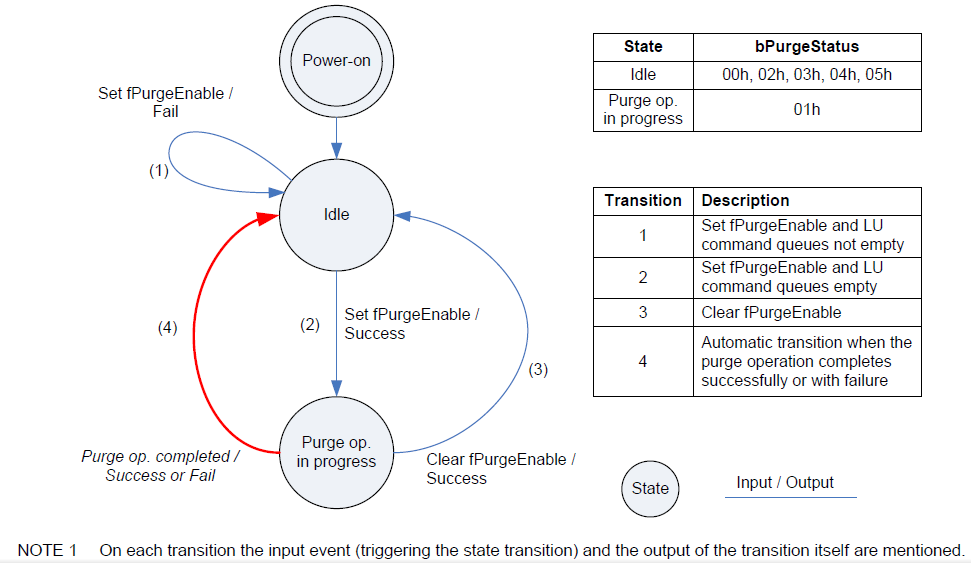 Power-on
Set fPurgeEnable /
Fail
(1)
Idle
(4)
(2)
Set fPurgeEnable /
Success
(3)
Purge op. completed /
Success or Fail
Purge op.
in progress
Clear fPurgeEnable /
Success
State bPurgeStatus
Idle 00h, 02h, 03h, 04h, 05h
Purge op.
in progress 01h
Transition Description
1 Set fPurgeEnable and LU
command queues not empty
2 Set fPurgeEnable and LU
command queues empty
3 Clear fPurgeEnable
4 Automatic transition when the
purge operation completes
successfully or with failure
State
Input / Output
NOTE 1 On each transition the input event (triggering the state transition) and the output of the transition itself are mentioned.